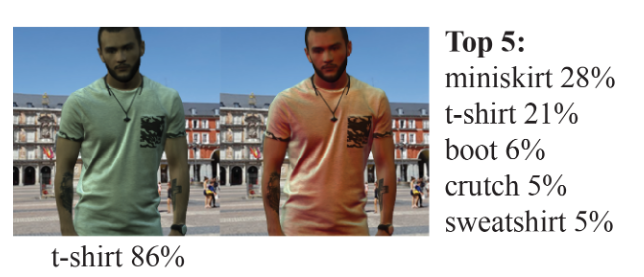 Top 5:
miniskirt 28%
t-shirt 21%
boot 6%
crutch 5%
sweatshirt 5%
t-shirt 86%